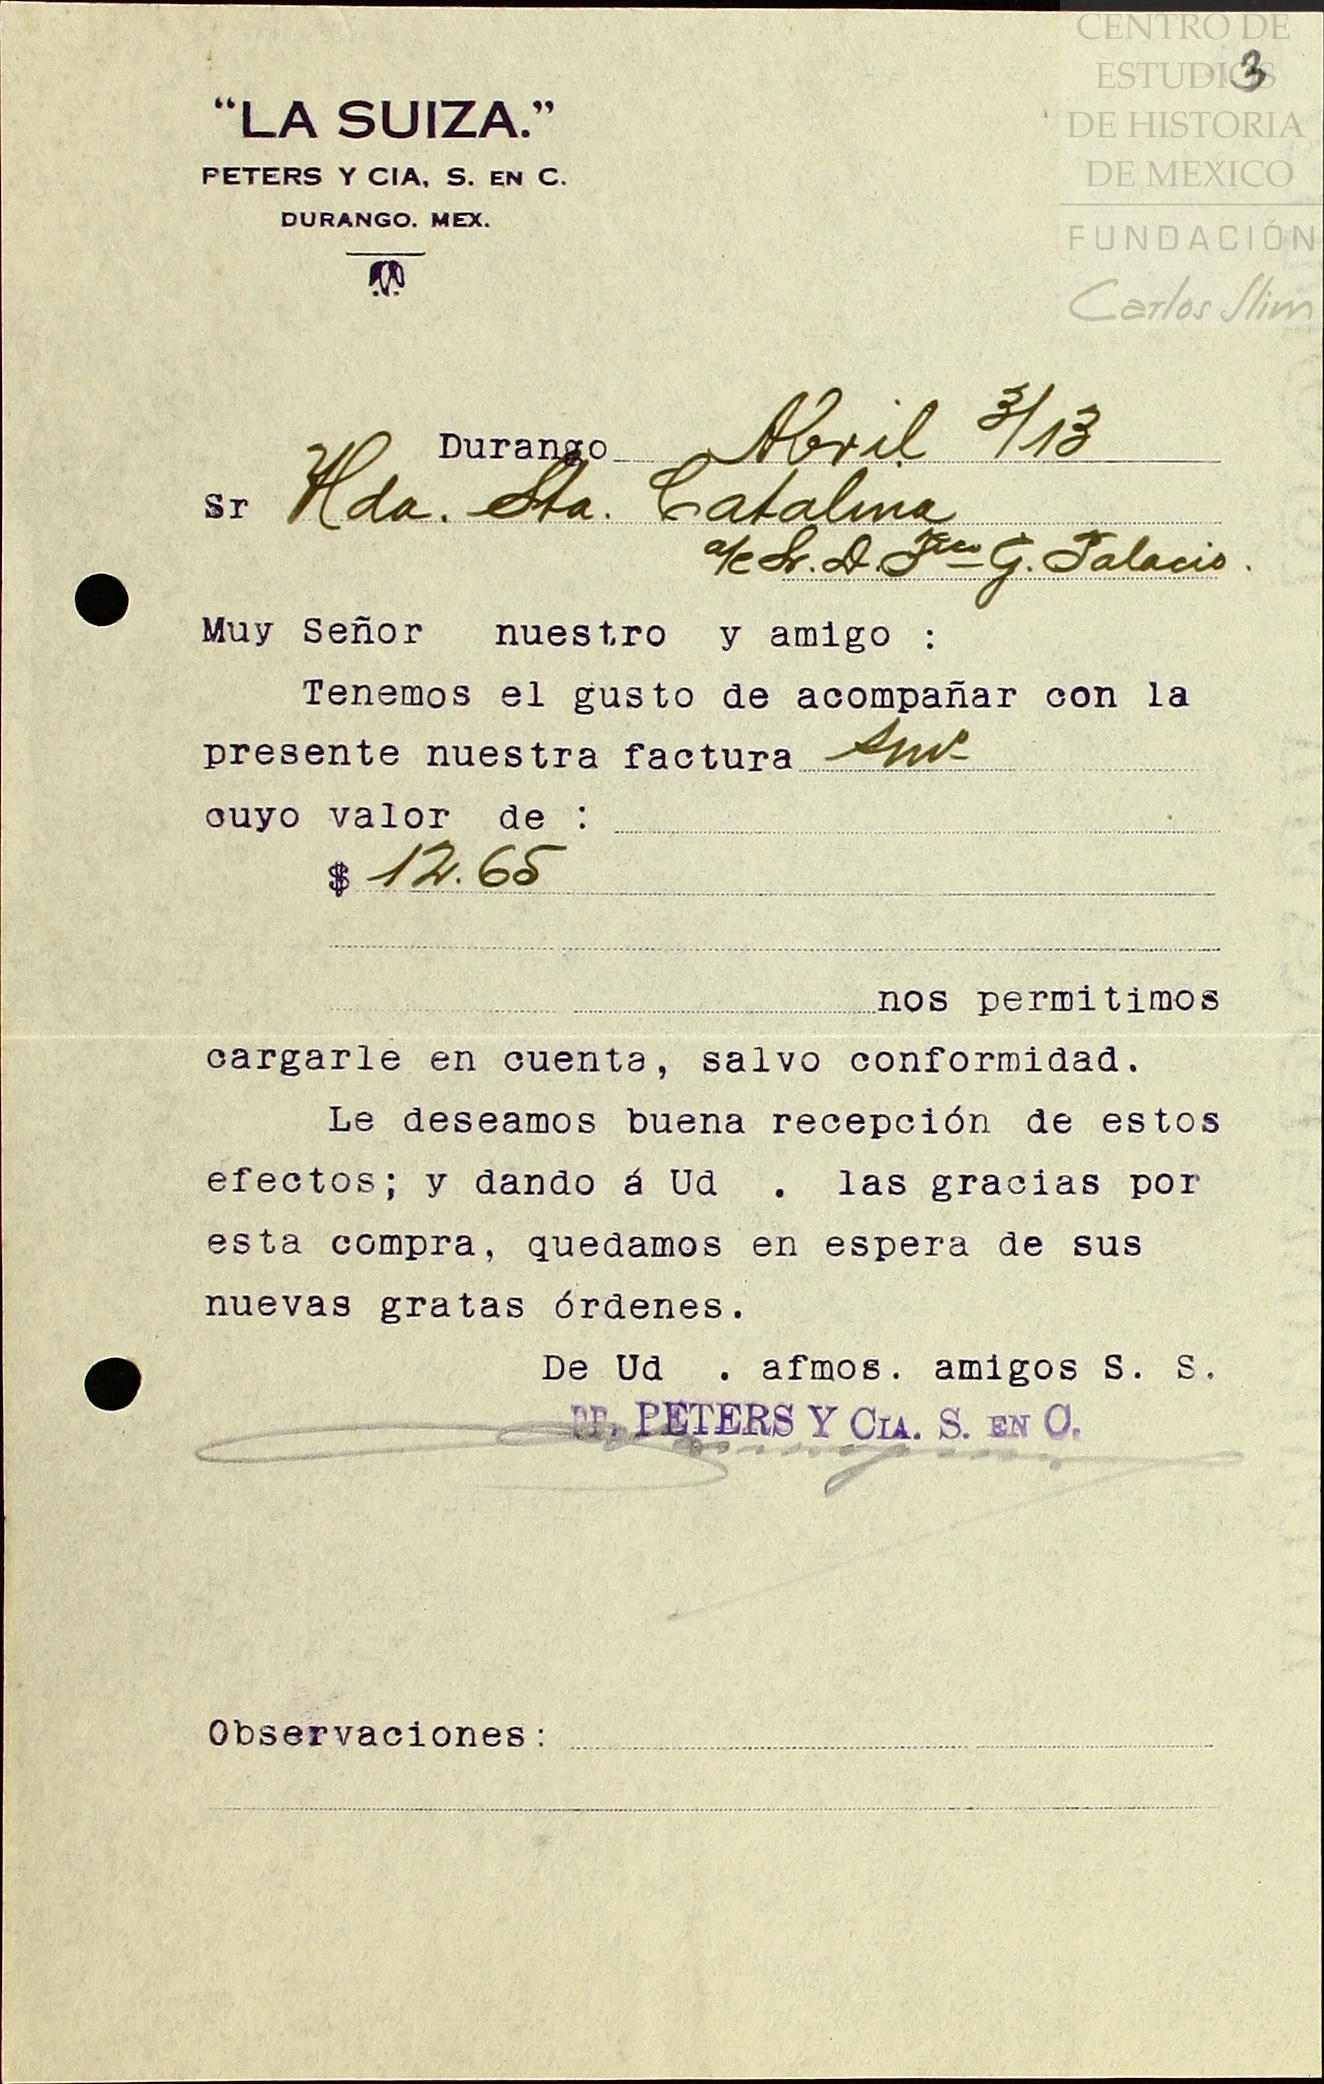 CENTRO DE
ESTUDIOS
DE HISTORIA
DE MEXICO
FUNDACIÓN
Carlos Slim
3
"LA SUIZA."
PETERS Y CIA, S. EN C.
DURANGO. MEX.
Durango Abril 3/13
Sr Hda. Sta. Catalina
a/c Sr. D. Fco G. Palacio.
Muy Señor nuestro y amigo :
Tenemos el gusto de acompañar con la
presente nuestra factura
cuyo valor de :
$ 12.65
nos permitimos
cargarle en cuenta, salvo conformidad.
Le deseamos buena recepción de estos
efectos; y dando á Ud . las gracias por
esta compra, quedamos en espera de sus
nuevas gratas órdenes.
De Ud . afmos. amigos S. S.
PP. PETERS Y CIA. S. EN C.
Observaciones: